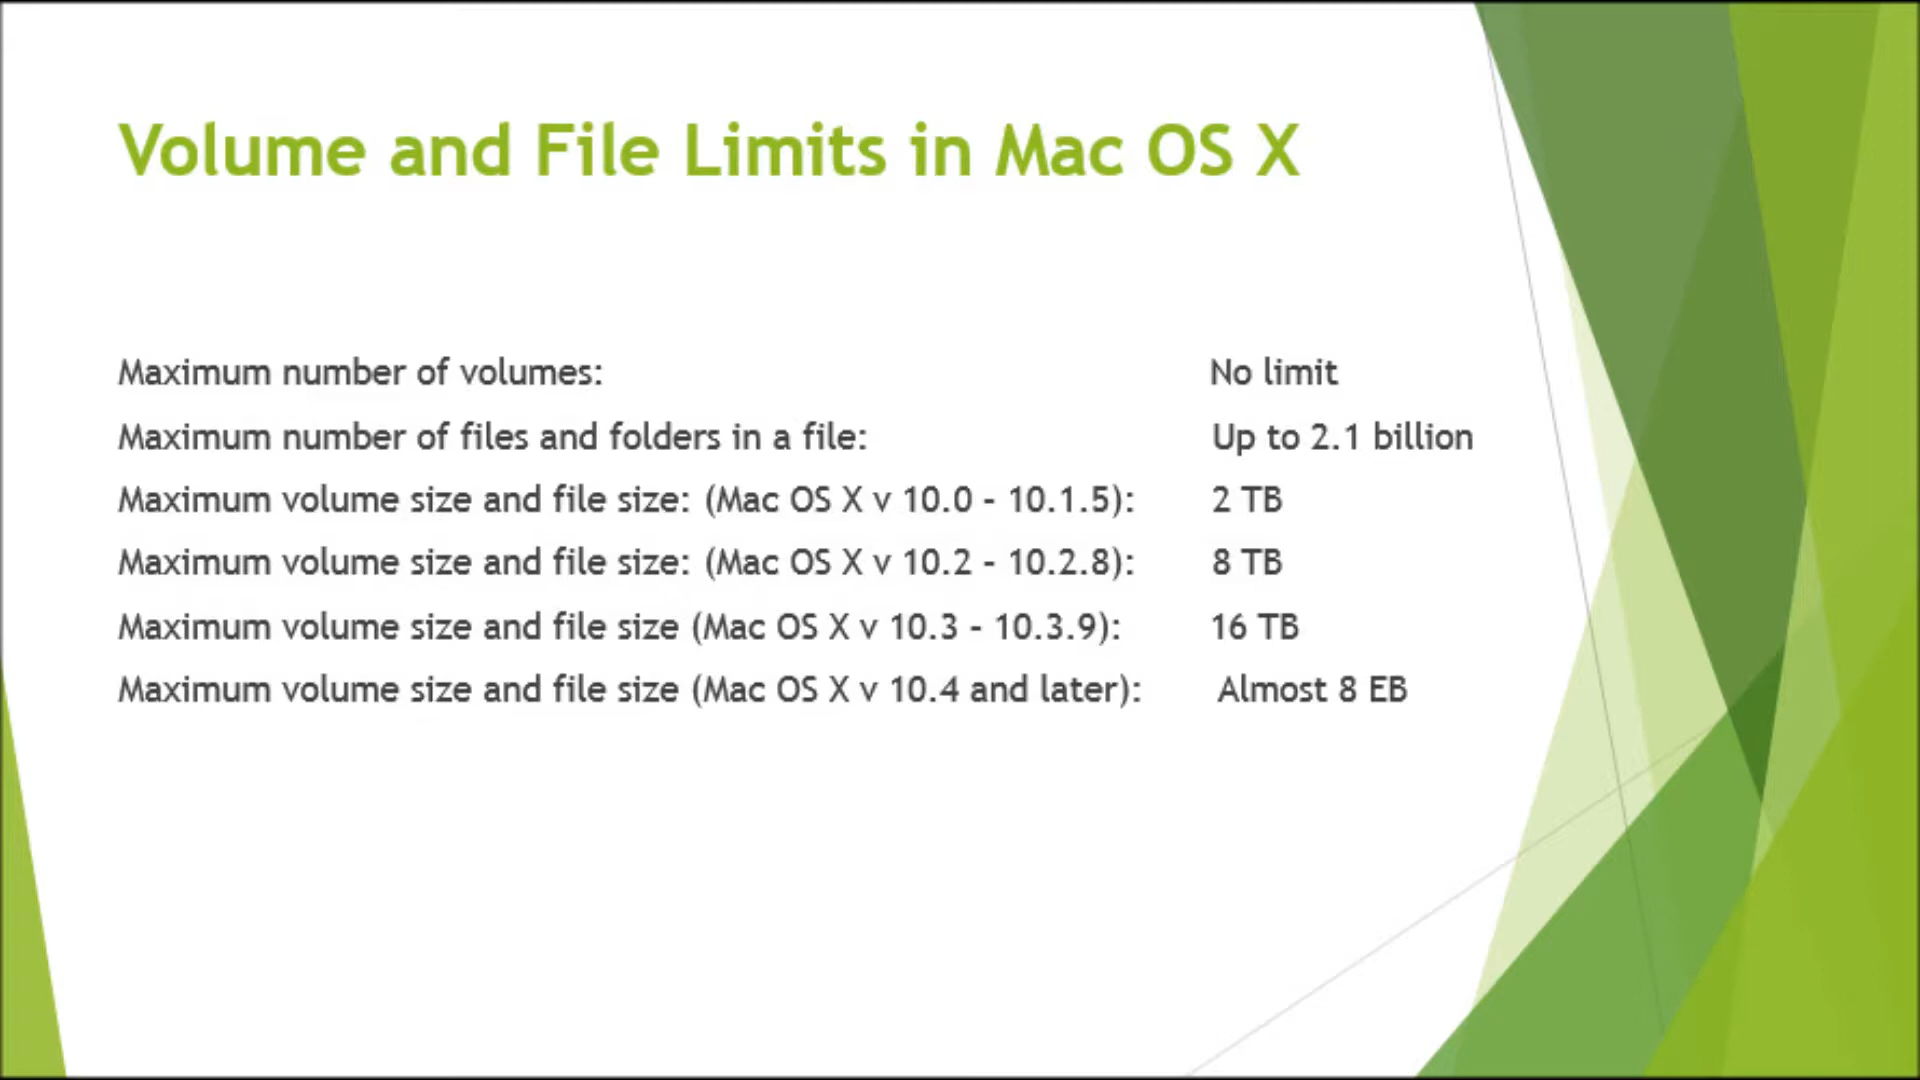 Volume and File Limits in Mac OS X
Maximum number of volumes: No limit
Maximum number of files and folders in a file: Up to 2.1 billion
Maximum volume size and file size: (Mac OS X v 10.0 - 10.1.5): 2 TB
Maximum volume size and file size: (Mac OS X v 10.2 - 10.2.8): 8 TB
Maximum volume size and file size (Mac OS X v 10.3 - 10.3.9): 16 TB
Maximum volume size and file size (Mac OS X v 10.4 and later): Almost 8 EB